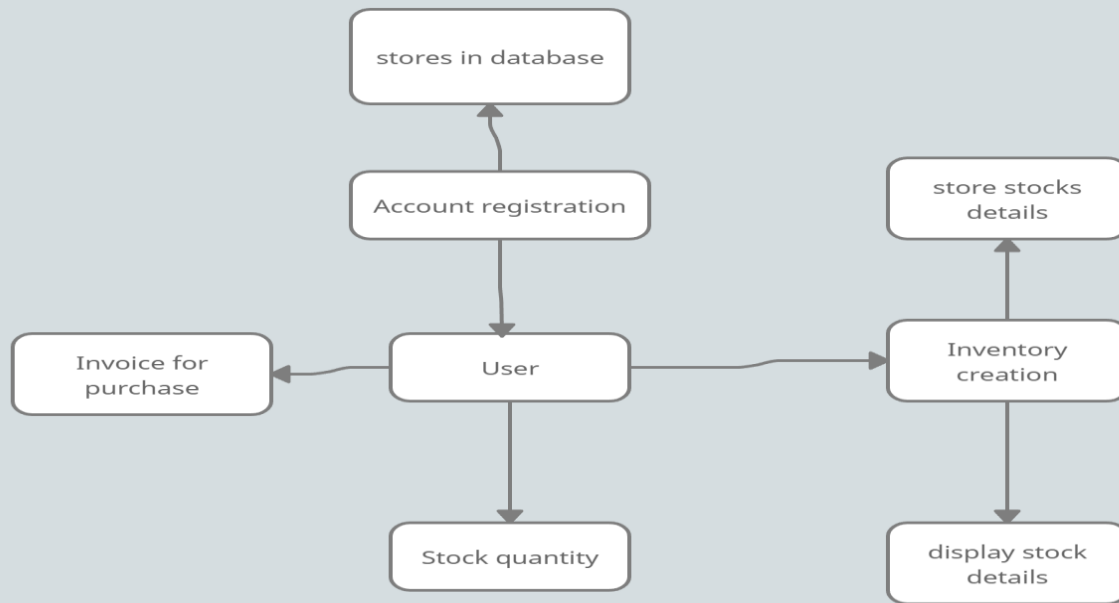 stores in database
Account registration
store stocks
details
Invoice for
purchase
User
Inventory
creation
Stock quantity
display stock
details